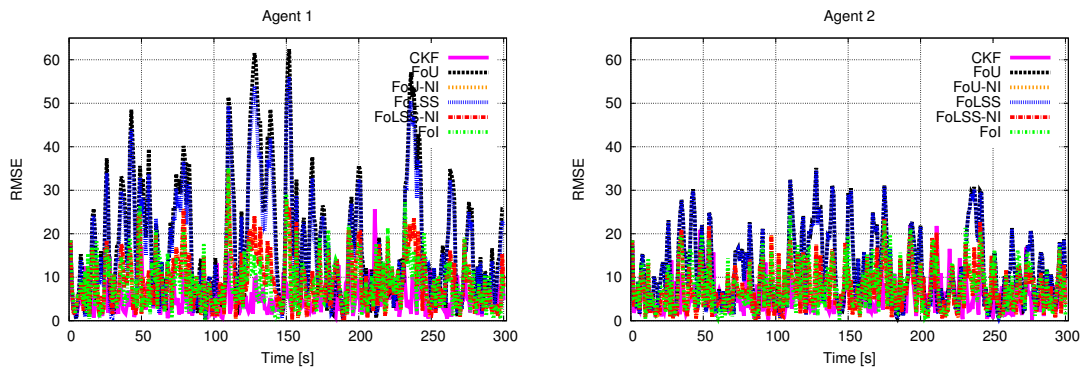 Agent 1
RMSE
60
50
40
30
20
10
0
0 50 100 150 200 250 300
Time [s]
CKF
FoU
FoU-NI
FoLSS
FoLSS-NI
FoI
Agent 2
RMSE
60
50
40
30
20
10
0
0 50 100 150 200 250 300
Time [s]
CKF
FoU
FoU-NI
FoLSS
FoLSS-NI
FoI